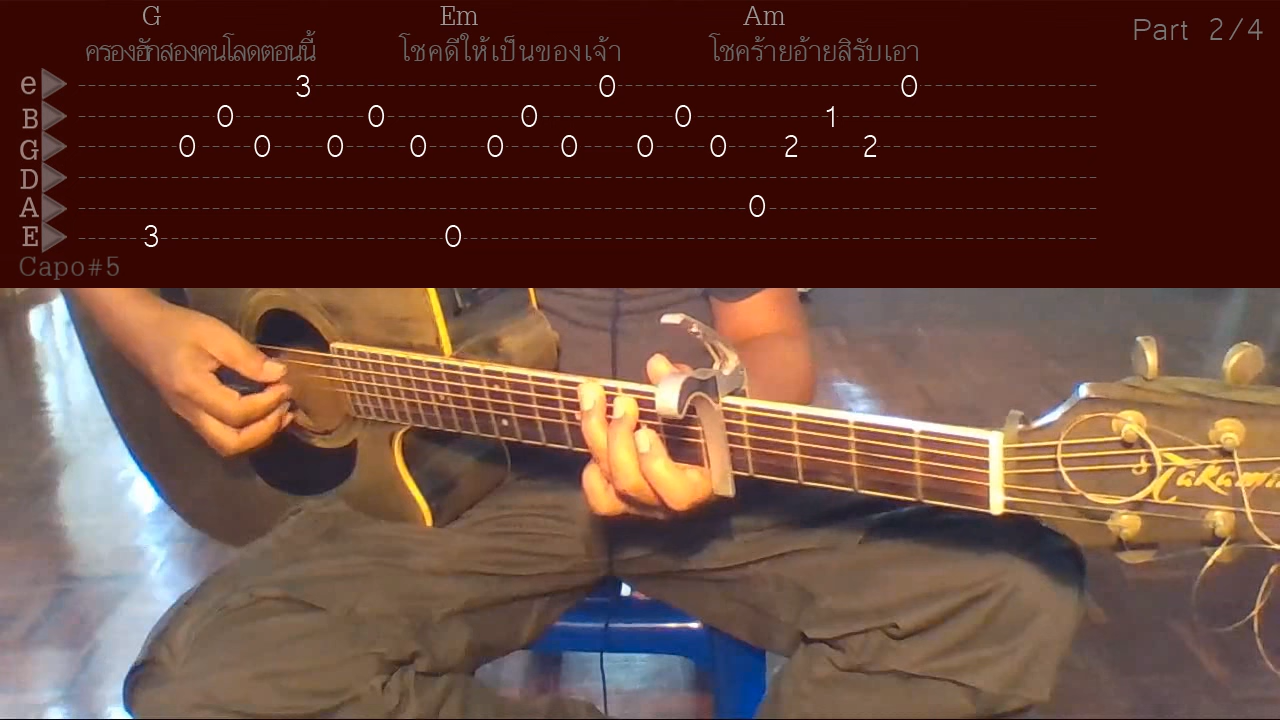 G Em Am
Part 2/4
ครองฮักสองคนโลดตอนนี้ โชคดีให้เป็นของเจ้า โชคร้ายอ้ายสิรับเอา
e 3 0 0
B 0 0 0 0 1
G 0 0 0 0 0 0 0 0 2 2
D
A 0
E 3 0
Capo#5